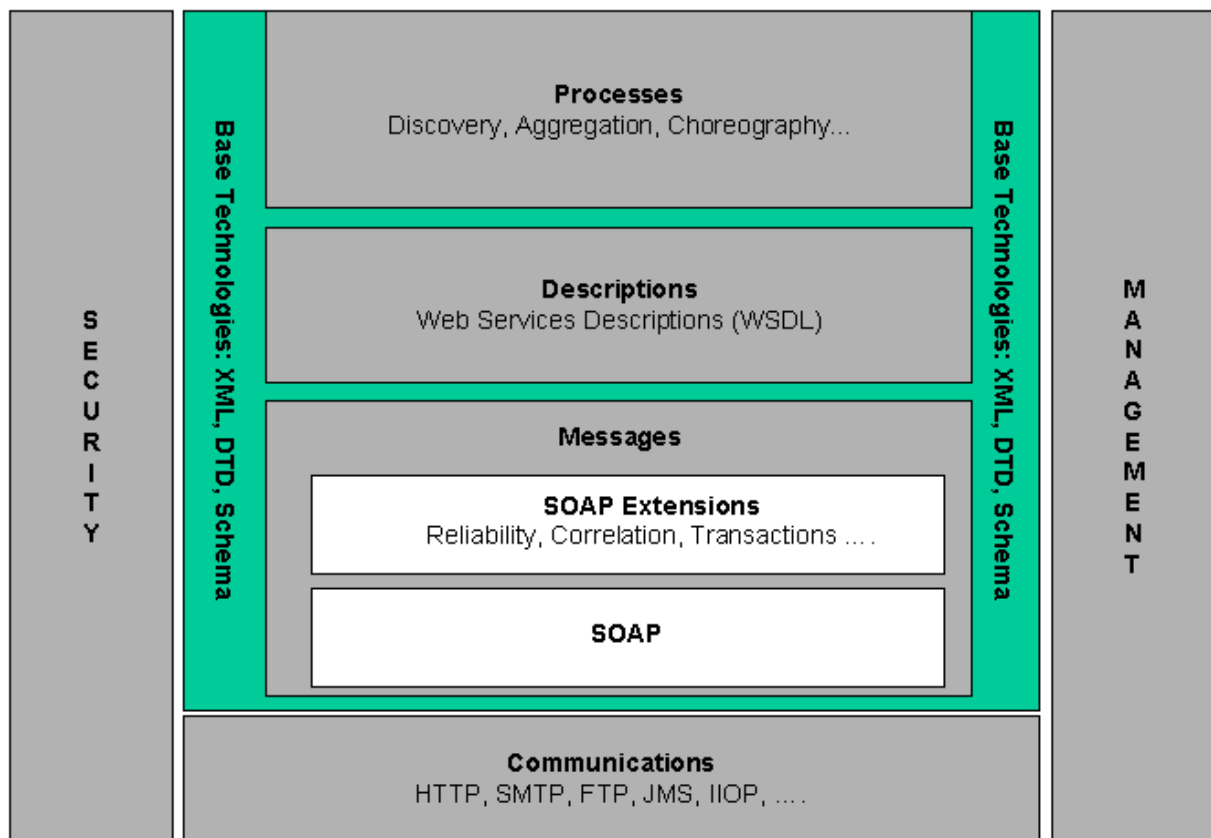 SECURITY
Base Technologies: XML, DTD, Schema
Processes
Discovery, Aggregation, Choreography...
Descriptions
Web Services Descriptions (WSDL)
Messages
SOAP Extensions
Reliability, Correlation, Transactions ....
SOAP
Base Technologies: XML, DTD, Schema
MANAGEMENT
Communications
HTTP, SMTP, FTP, JMS, IIOP, ....